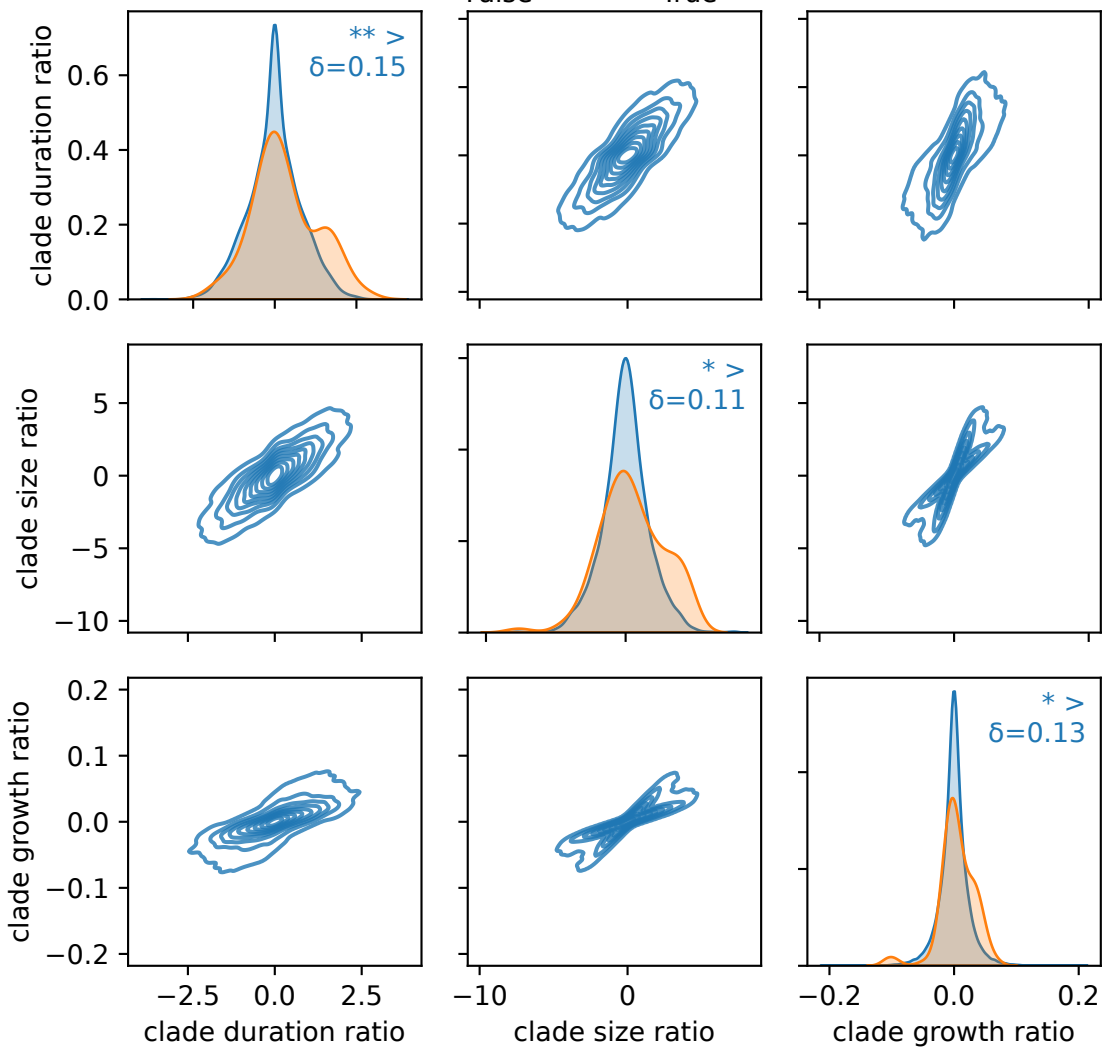 False True
clade duration ratio
0.6
0.4
0.2
0.0
** >
δ=0.15
clade size ratio
5
0
−5
−10
* >
δ=0.11
clade growth ratio
0.2
0.1
0.0
−0.1
−0.2
* >
δ=0.13
−2.5 0.0 2.5
−10 0
−0.2 0.0 0.2
clade duration ratio
clade size ratio
clade growth ratio